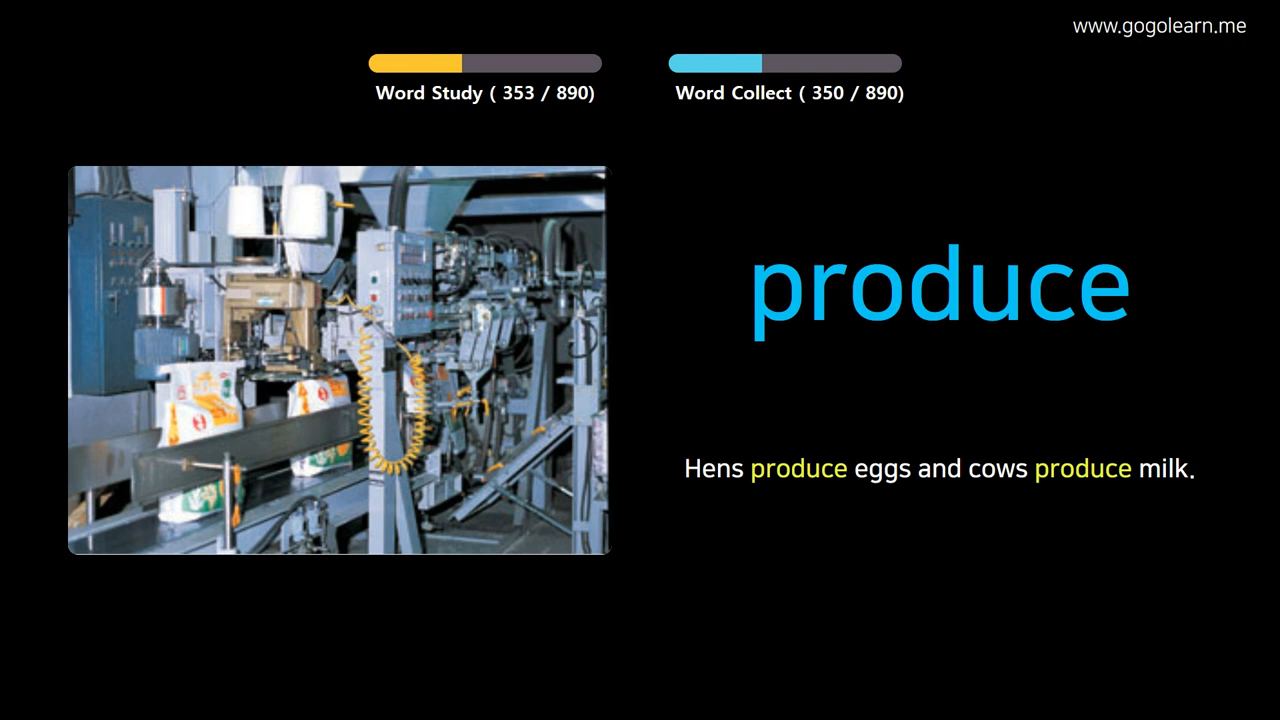 www.gogolearn.me
Word Study ( 353 / 890)
Word Collect ( 350 / 890)
produce
Hens produce eggs and cows produce milk.